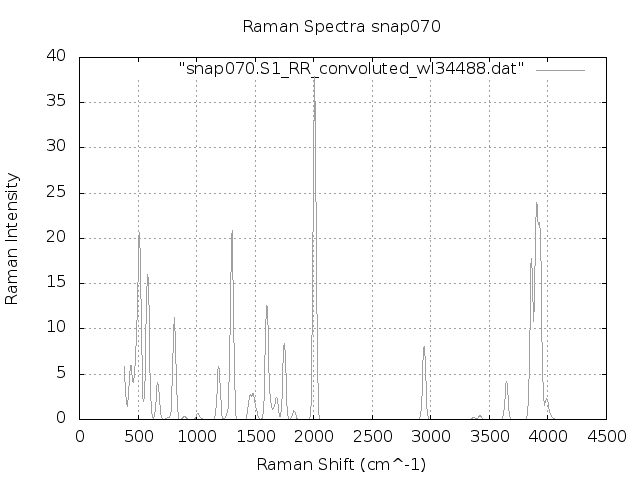 Raman Spectra snap070
"snap070.S1_RR_convoluted_wl34488.dat"
Raman Intensity
40
35
30
25
20
15
10
5
0
0 500 1000 1500 2000 2500 3000 3500 4000 4500
Raman Shift (cm^-1)